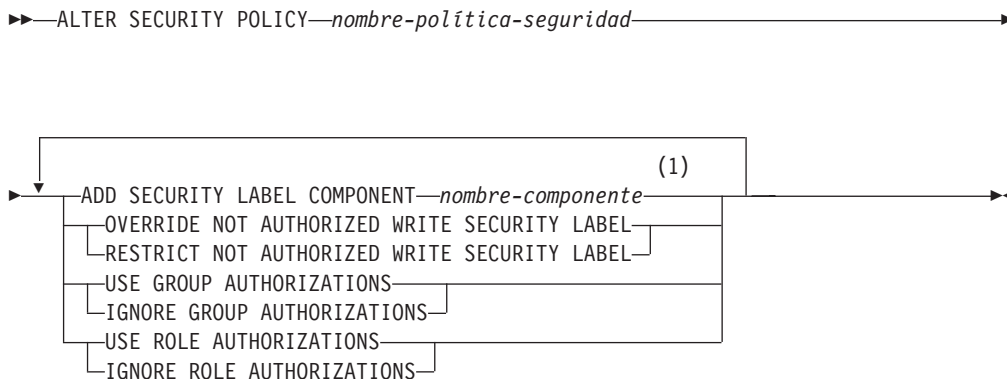 ALTER SECURITY POLICY nombre-política-seguridad
(1)
ADD SECURITY LABEL COMPONENT nombre-componente
OVERRIDE NOT AUTHORIZED WRITE SECURITY LABEL
RESTRICT NOT AUTHORIZED WRITE SECURITY LABEL
USE GROUP AUTHORIZATIONS
IGNORE GROUP AUTHORIZATIONS
USE ROLE AUTHORIZATIONS
IGNORE ROLE AUTHORIZATIONS